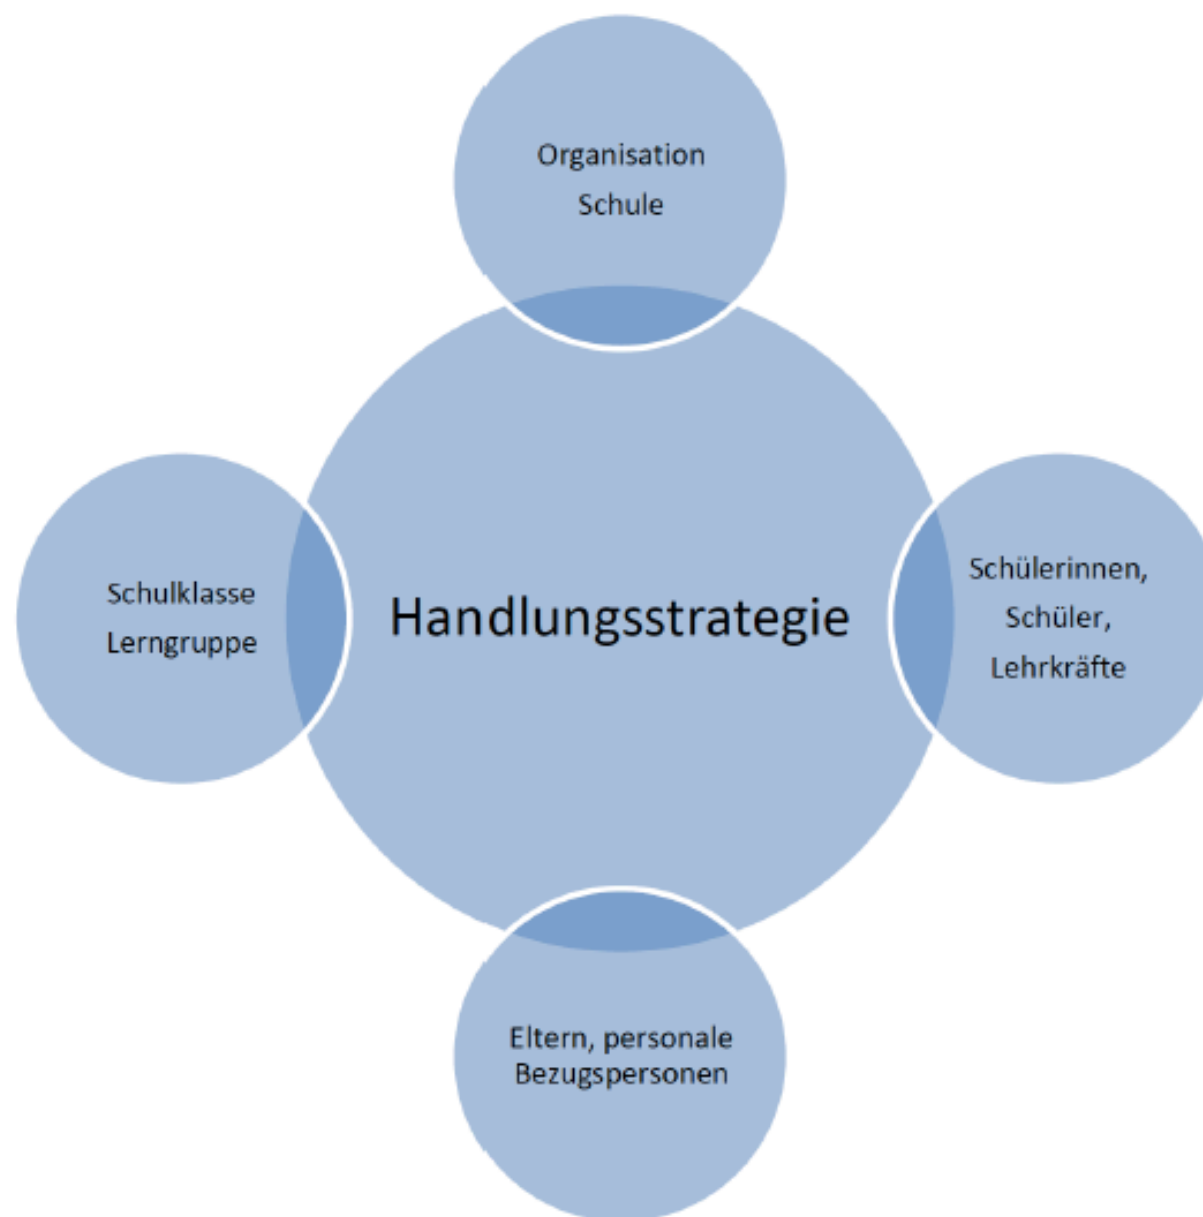 Organisation
Schule
Schulklasse
Lerngruppe
Handlungsstrategie
Schülerinnen,
Schüler,
Lehrkräfte
Eltern, personale
Bezugspersonen